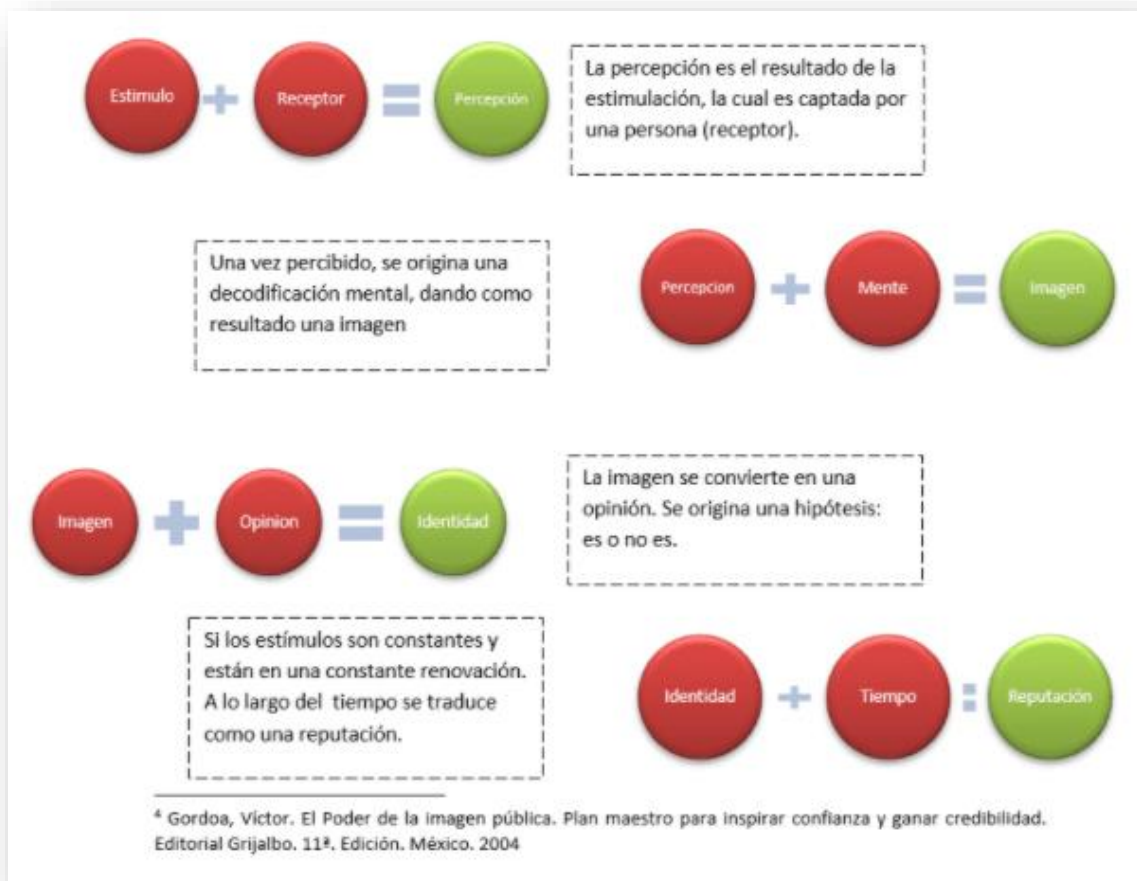 Estimulo
Receptor
Percepción
La percepción es el resultado de la
estimulación, la cual es captada por
una persona (receptor).
Una vez percibido, se origina una
decodificación mental, dando como
resultado una imagen
Percepcion
Mente
Imagen
Imagen
Opinion
Identidad
La imagen se convierte en una
opinión. Se origina una hipótesis:
es o no es.
Si los estímulos son constantes y
están en una constante renovación.
A lo largo del tiempo se traduce
como una reputación.
Identidad
Tiempo
Reputación
⁴ Gordoa, Víctor. El Poder de la imagen pública. Plan maestro para inspirar confianza y ganar credibilidad.
Editorial Grijalbo. 11ª. Edición. México. 2004